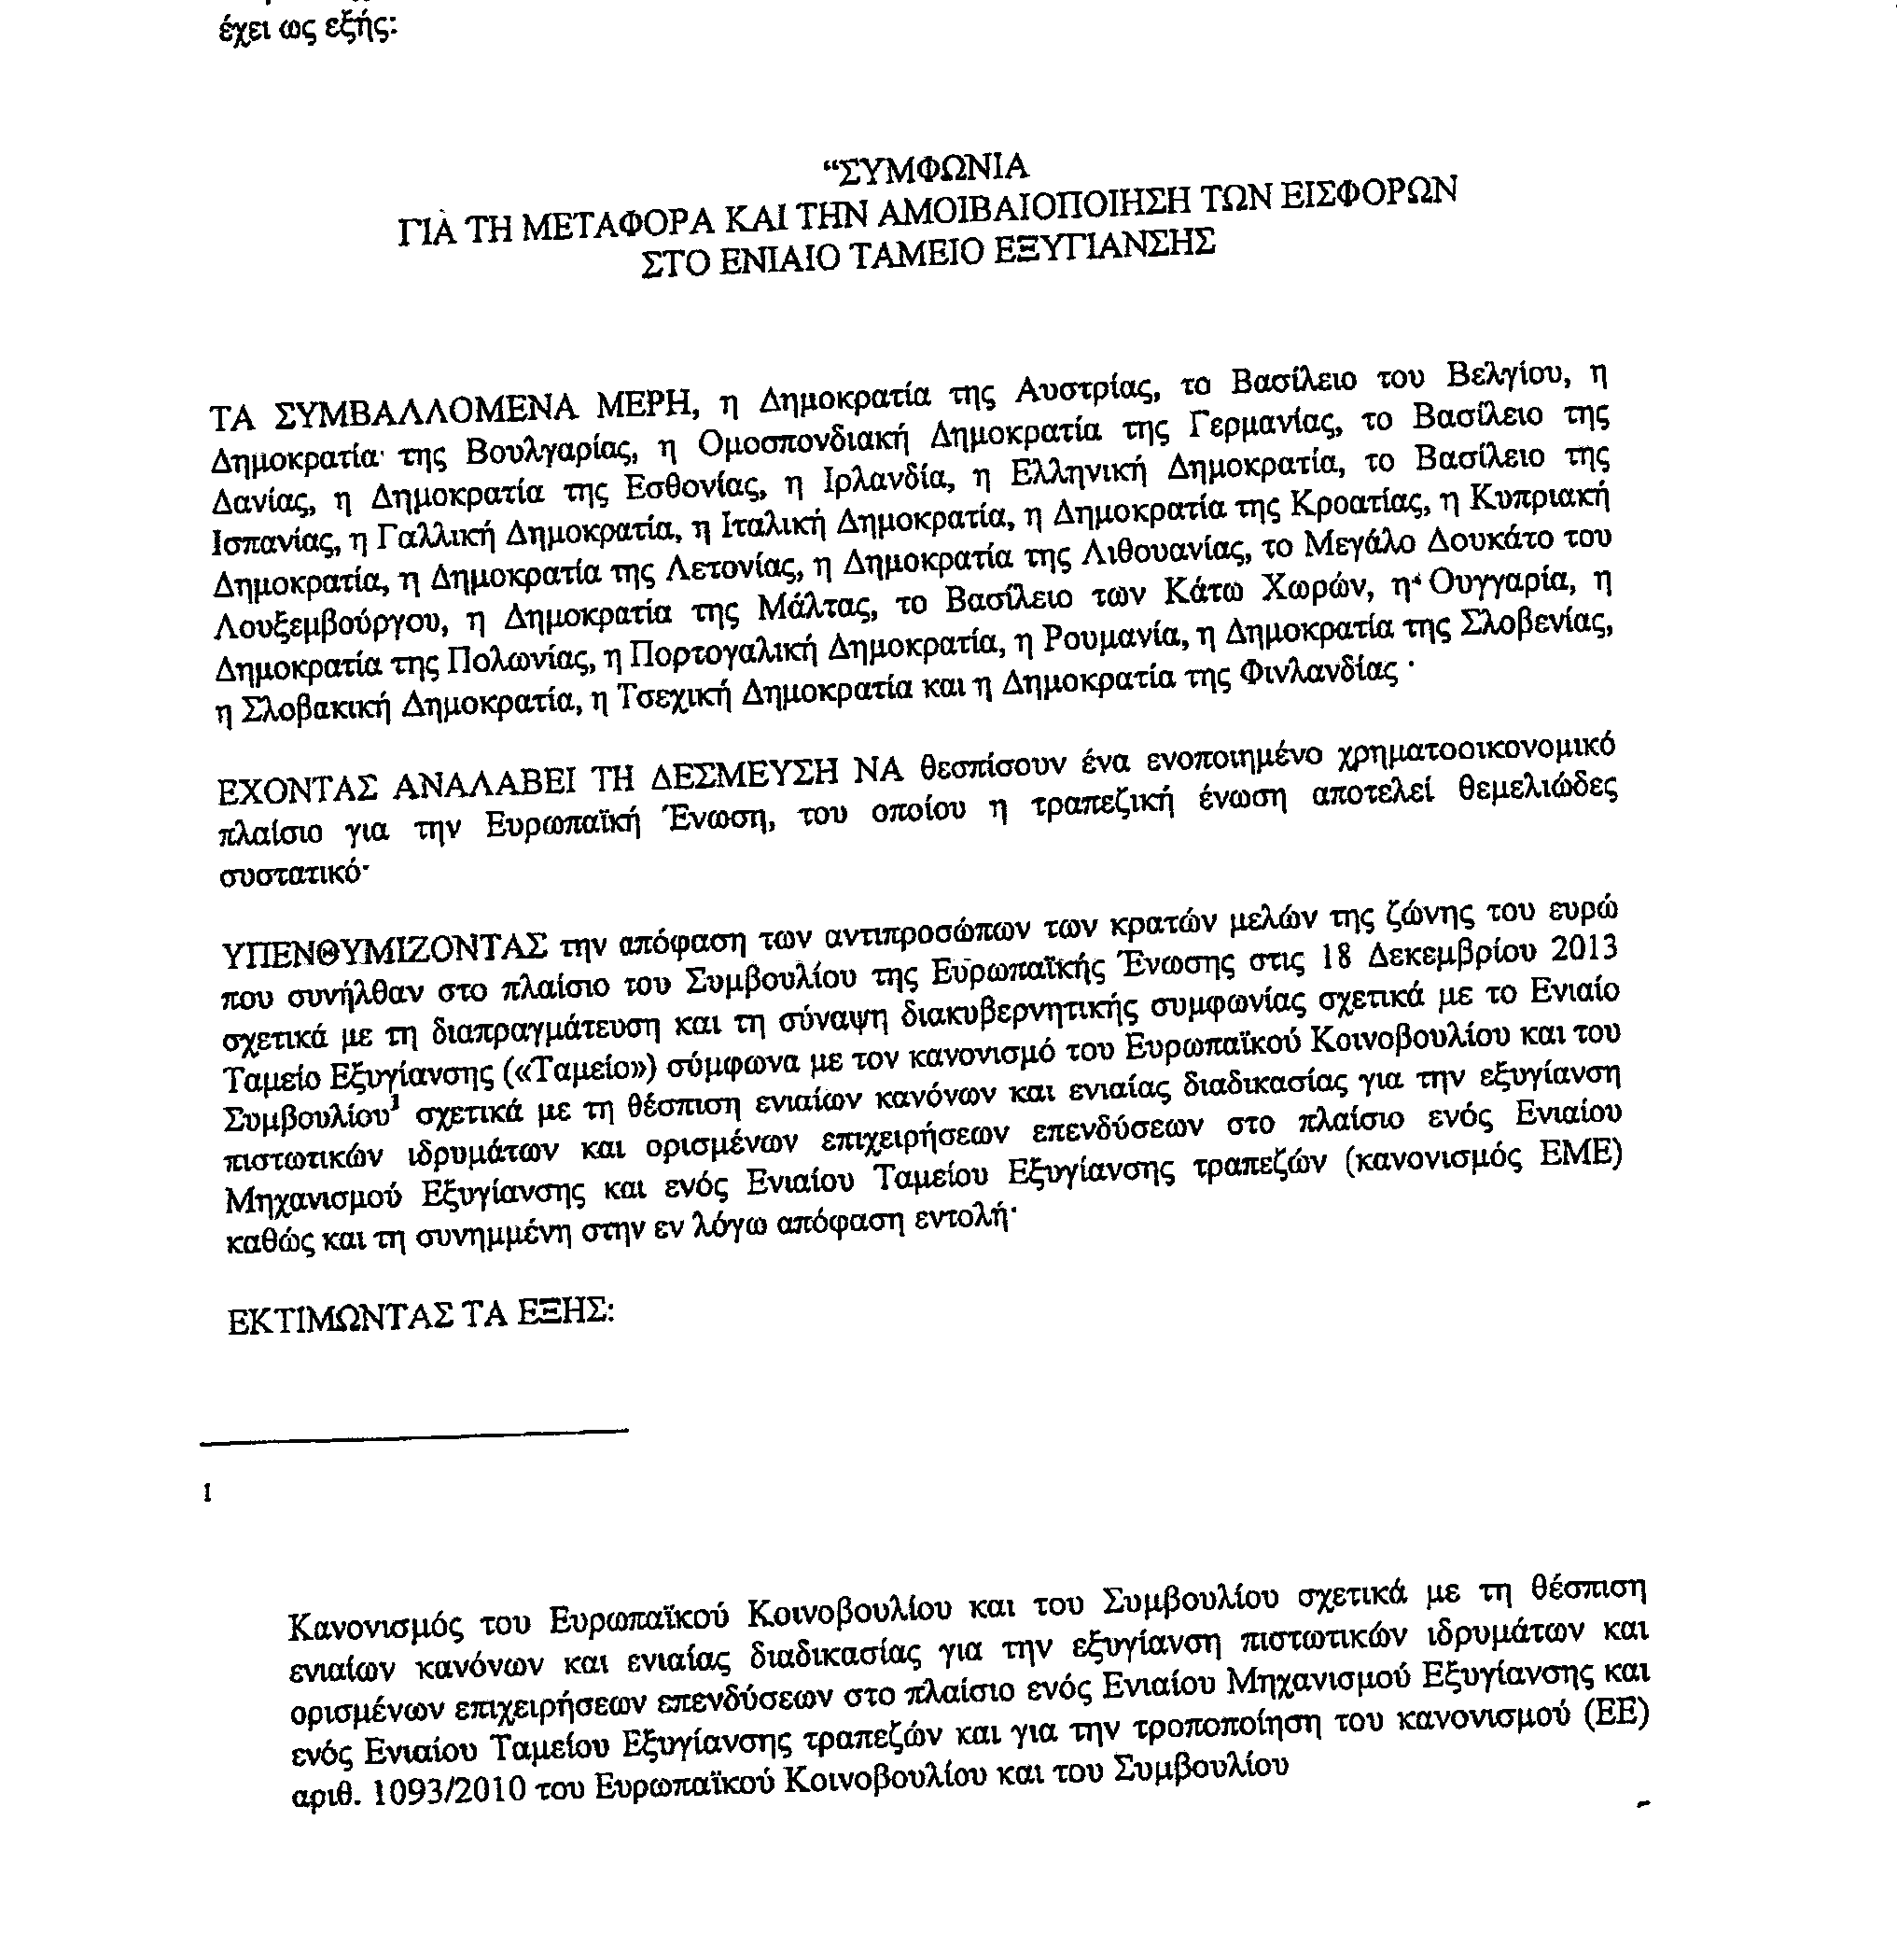 έχει ως εξής:
“ΣΥΜΦΩΝΙΑ
ΓΙΑ ΤΗ ΜΕΤΑΦΟΡΑ ΚΑΙ ΤΗΝ ΑΜΟΙΒΑΙΟΠΟΙΗΣΗ ΤΩΝ ΕΙΣΦΟΡΩΝ
ΣΤΟ ΕΝΙΑΙΟ ΤΑΜΕΙΟ ΕΞΥΓΙΑΝΣΗΣ
ΤΑ ΣΥΜΒΑΛΛΟΜΕΝΑ ΜΕΡΗ, η Δημοκρατία της Αυστρίας, το Βασίλειο του Βελγίου, η
Δημοκρατία της Βουλγαρίας, η Ομοσπονδιακή Δημοκρατία της Γερμανίας, το Βασίλειο της
Δανίας, η Δημοκρατία της Εσθονίας, η Ιρλανδία, η Ελληνική Δημοκρατία, το Βασίλειο της
Ισπανίας, η Γαλλική Δημοκρατία, η Ιταλική Δημοκρατία, η Δημοκρατία της Κροατίας, η Κυπριακή
Δημοκρατία, η Δημοκρατία της Λετονίας, η Δημοκρατία της Λιθουανίας, το Μεγάλο Δουκάτο του
Λουξεμβούργου, η Δημοκρατία της Μάλτας, το Βασίλειο των Κάτω Χωρών, η Ουγγαρία, η
Δημοκρατία της Πολωνίας, η Πορτογαλική Δημοκρατία, η Ρουμανία, η Δημοκρατία της Σλοβενίας,
η Σλοβακική Δημοκρατία, η Τσεχική Δημοκρατία και η Δημοκρατία της Φινλανδίας ·
ΕΧΟΝΤΑΣ ΑΝΑΛΑΒΕΙ ΤΗ ΔΕΣΜΕΥΣΗ ΝΑ θεσπίσουν ένα ενοποιημένο χρηματοοικονομικό
πλαίσιο για την Ευρωπαϊκή Ένωση, του οποίου η τραπεζική ένωση αποτελεί θεμελιώδες
συστατικό·
ΥΠΕΝΘΥΜΙΖΟΝΤΑΣ την απόφαση των αντιπροσώπων των κρατών μελών της ζώνης του ευρώ
που συνήλθαν στο πλαίσιο του Συμβουλίου της Ευρωπαϊκής Ένωσης στις 18 Δεκεμβρίου 2013
σχετικά με τη διαπραγμάτευση και τη σύναψη διακυβερνητικής συμφωνίας σχετικά με το Ενιαίο
Ταμείο Εξυγίανσης («Ταμείο») σύμφωνα με τον κανονισμό του Ευρωπαϊκού Κοινοβουλίου και του
Συμβουλίου¹ σχετικά με τη θέσπιση ενιαίων κανόνων και ενιαίας διαδικασίας για την εξυγίανση
πιστωτικών ιδρυμάτων και ορισμένων επιχειρήσεων επενδύσεων στο πλαίσιο ενός Ενιαίου
Μηχανισμού Εξυγίανσης και ενός Ενιαίου Ταμείου Εξυγίανσης τραπεζών (κανονισμός ΕΜΕ)
καθώς και τη συνημμένη στην εν λόγω απόφαση εντολή·
ΕΚΤΙΜΩΝΤΑΣ ΤΑ ΕΞΗΣ:
1
Κανονισμός του Ευρωπαϊκού Κοινοβουλίου και του Συμβουλίου σχετικά με τη θέσπιση
ενιαίων κανόνων και ενιαίας διαδικασίας για την εξυγίανση πιστωτικών ιδρυμάτων και
ορισμένων επιχειρήσεων επενδύσεων στο πλαίσιο ενός Ενιαίου Μηχανισμού Εξυγίανσης και
ενός Ενιαίου Ταμείου Εξυγίανσης τραπεζών και για την τροποποίηση του κανονισμού (ΕΕ)
αριθ. 1093/2010 του Ευρωπαϊκού Κοινοβουλίου και του Συμβουλίου